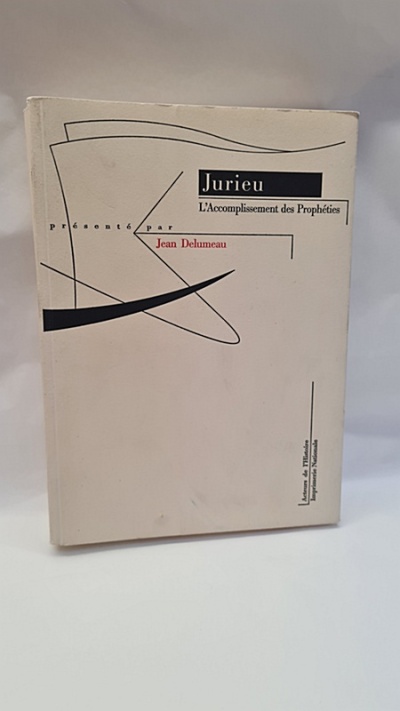 Jurieu
L'Accomplissement des Prophéties
présenté par
Jean Delumeau
Acteurs de l'Histoire
Imprimerie Nationale